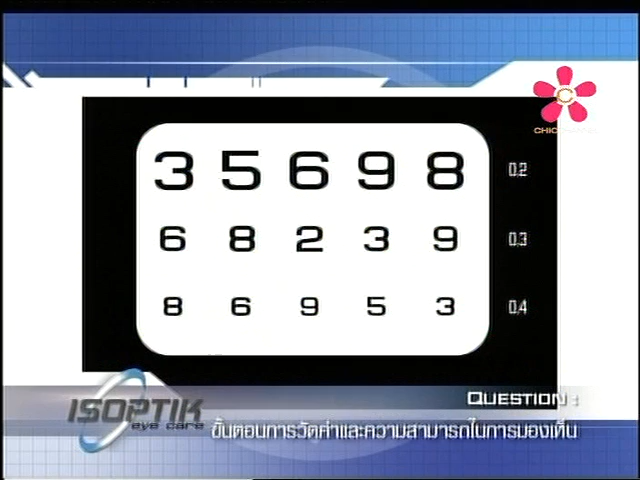 3 5 6 9 8 0.2
6 8 2 3 9 0.3
8 6 9 5 3 0.4
QUESTION :
ISOPTIK
eye care
ขั้นตอนการวัดค่าและความสามารถในการมองเห็น